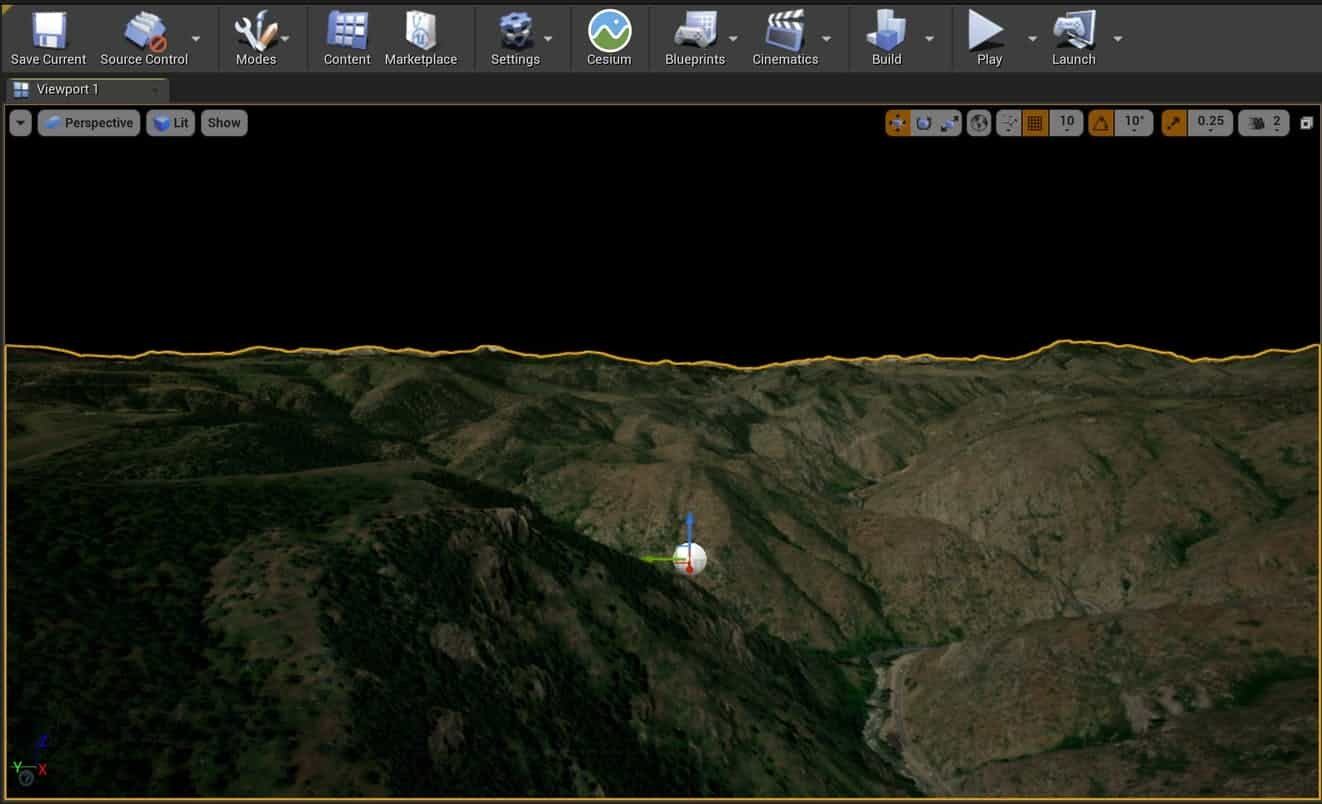 Save Current Source Control Modes Content Marketplace Settings Cesium Blueprints Cinematics Build Play Launch
Viewport 1
Perspective Lit Show 10 10° 0.25 2
Z
Y X
?